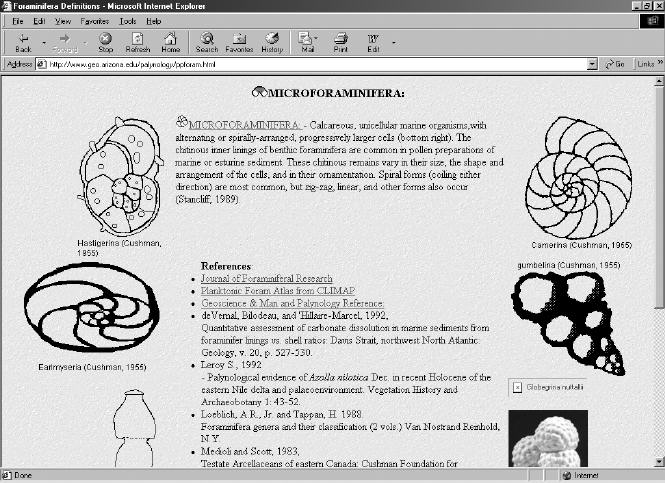 Foraminifera Definitions - Microsoft Internet Explorer
File Edit View Favorites Tools Help
Back Forward Stop Refresh Home Search Favorites History Mail Print Edit
Address http://www.geo.arizona.edu/palynology/ppforam.html Go Links »
MICROFORAMINIFERA:
MICROFORAMINIFERA: - Calcareous, unicellular marine organisms, with
alternating or spirally-arranged, progressively larger cells (bottom right). The
chitinous inner linings of benthic foraminifera are common in pollen preparations of
marine or esturine sediment. These chitinous remains vary in their size, the shape and
arrangement of the cells, and in their ornamentation. Spiral forms (coiling either
direction) are most common, but zig-zag, linear, and other forms also occur
(Stancliff, 1989).
Hastigerina (Cushman,
1955)
Camerina (Cushman, 1965)
Earlmyseria (Cushman, 1955)
gumbelina (Cushman, 1955)
Globegrina nuttalli
References:
• Journal of Foraminiferal Research
• Planktonic Foram Atlas from CLIMAP
• Geoscience & Man and Palynology Reference:
• deVernal, Bilodeau, and 'Hillaire-Marcel, 1992,
Quantitative assessment of carbonate dissolution in marine sediments from
foraminifer linings vs. shell ratios: Davis Strait, northwest North Atlantic:
Geology, v. 20, p. 527-530.
• Leroy S., 1992
- Palynological evidence of Azolla nilotica Dec. in recent Holocene of the
eastern Nile delta and palaeoenvironment. Vegetation History and
Archaeobotany 1: 43-52.
• Loeblich, A.R., Jr. and Tappan, H. 1988.
Foraminifera genera and their classification (2 vols.) Van Nostrand Reinhold,
N.Y.
• Medioli and Scott, 1983,
Testate Arcellaceans of eastern Canada: Cushman Foundation for
Done Internet